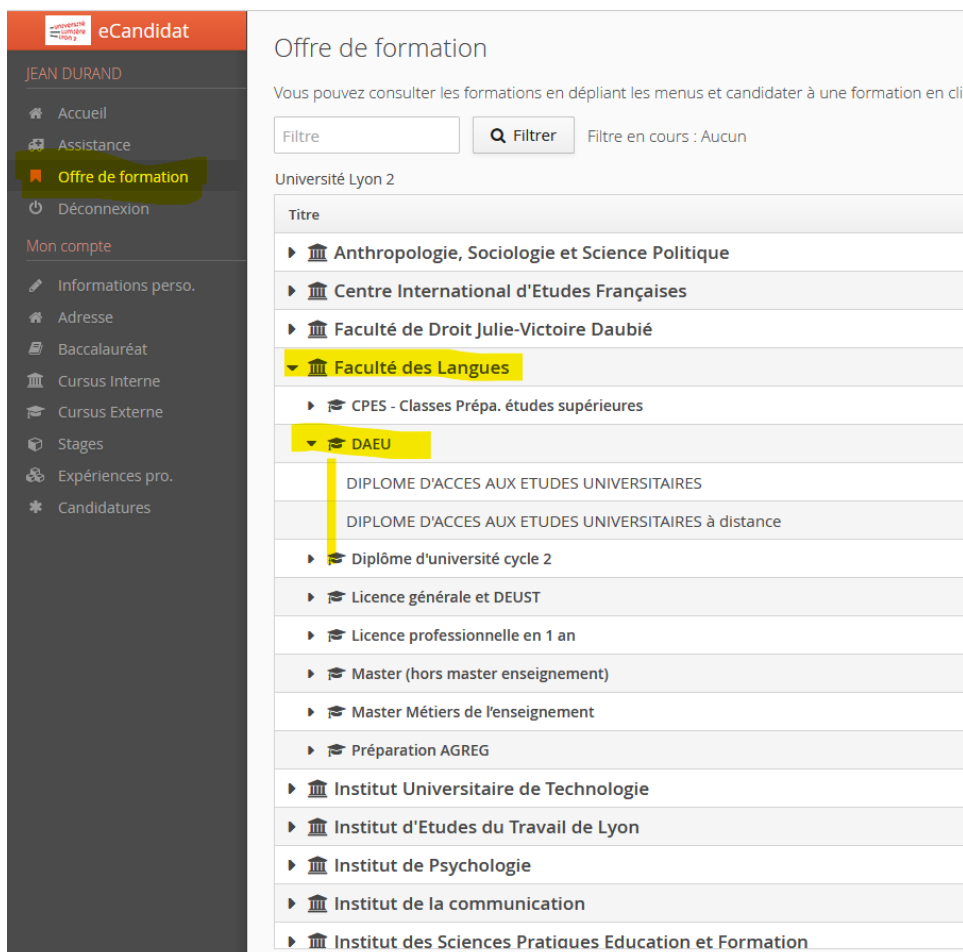 université
lumière
lyon 2
eCandidat
JEAN DURAND
Accueil
Assistance
Offre de formation
Déconnexion
Mon compte
Informations perso.
Adresse
Baccalauréat
Cursus Interne
Cursus Externe
Stages
Expériences pro.
Candidatures
Offre de formation
Vous pouvez consulter les formations en dépliant les menus et candidater à une formation en cli
Filtre
Filtrer
Filtre en cours : Aucun
Université Lyon 2
Titre
Anthropologie, Sociologie et Science Politique
Centre International d'Etudes Françaises
Faculté de Droit Julie-Victoire Daubié
Faculté des Langues
CPES - Classes Prépa. études supérieures
DAEU
DIPLOME D'ACCES AUX ETUDES UNIVERSITAIRES
DIPLOME D'ACCES AUX ETUDES UNIVERSITAIRES à distance
Diplôme d'université cycle 2
Licence générale et DEUST
Licence professionnelle en 1 an
Master (hors master enseignement)
Master Métiers de l'enseignement
Préparation AGREG
Institut Universitaire de Technologie
Institut d'Etudes du Travail de Lyon
Institut de Psychologie
Institut de la communication
Institut des Sciences Pratiques Education et Formation